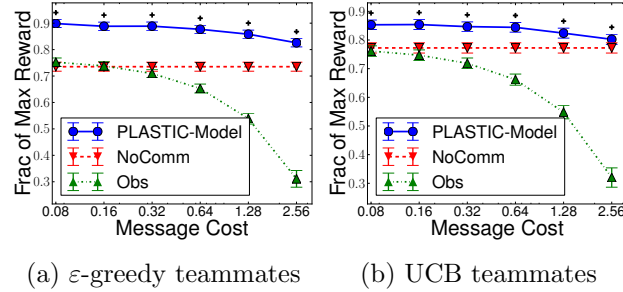 Frac of Max Reward
0.9
0.8
0.7
0.6
0.5
0.4
0.3
PLASTIC-Model
NoComm
Obs
0.08 0.16 0.32 0.64 1.28 2.56
Message Cost
(a) ε-greedy teammates
Frac of Max Reward
0.9
0.8
0.7
0.6
0.5
0.4
0.3
PLASTIC-Model
NoComm
Obs
0.08 0.16 0.32 0.64 1.28 2.56
Message Cost
(b) UCB teammates